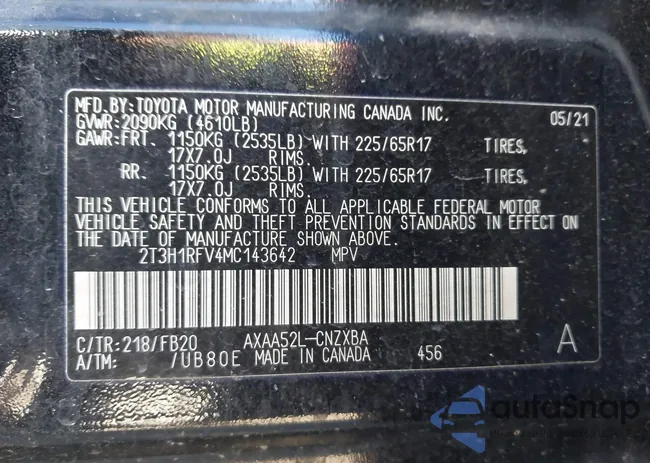 MFD.BY:TOYOTA MOTOR MANUFACTURING CANADA INC. 05/21
GVWR:2090KG (4610LB)
GAWR:FRT. 1150KG (2535LB) WITH 225/65R17 TIRES,
17X7.0J RIMS.
RR. 1150KG (2535LB) WITH 225/65R17 TIRES,
17X7.0J RIMS.
THIS VEHICLE CONFORMS TO ALL APPLICABLE FEDERAL MOTOR
VEHICLE SAFETY AND THEFT PREVENTION STANDARDS IN EFFECT ON
THE DATE OF MANUFACTURE SHOWN ABOVE.
2T3H1RFV4MC143642 MPV
C/TR:218/FB20 AXAA52L-CNZXBA A
A/TM: /UB80E MADE IN CANADA 456
autoSnap